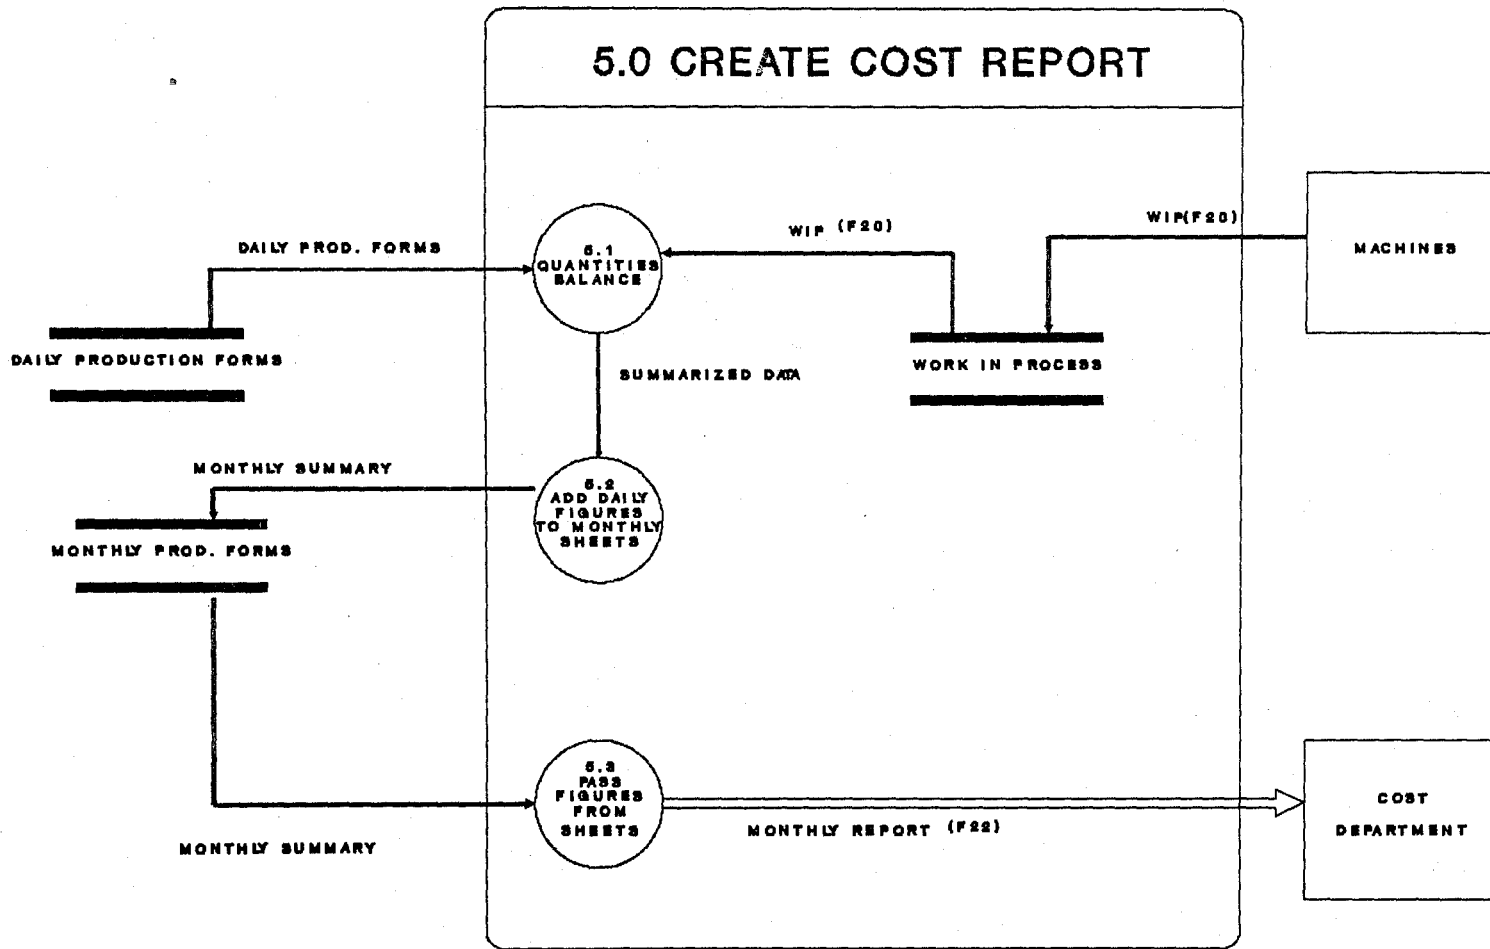 5.0 CREATE COST REPORT
WIP(F20)
WIP (F20)
MACHINES
DAILY PROD. FORMS
5.1
QUANTITIES
BALANCE
DAILY PRODUCTION FORMS
WORK IN PROCESS
SUMMARIZED DATA
MONTHLY SUMMARY
5.2
ADD DAILY
FIGURES
TO MONTHLY
SHEETS
MONTHLY PROD. FORMS
5.3
PASS
FIGURES
FROM
SHEETS
MONTHLY REPORT (F22)
COST
DEPARTMENT
MONTHLY SUMMARY